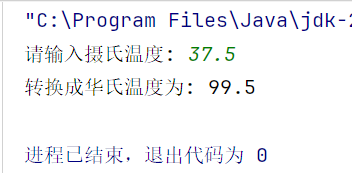 "C:\Program Files\Java\jdk-2
请输入摄氏温度: 37.5
转换成华氏温度为: 99.5
进程已结束，退出代码为 0